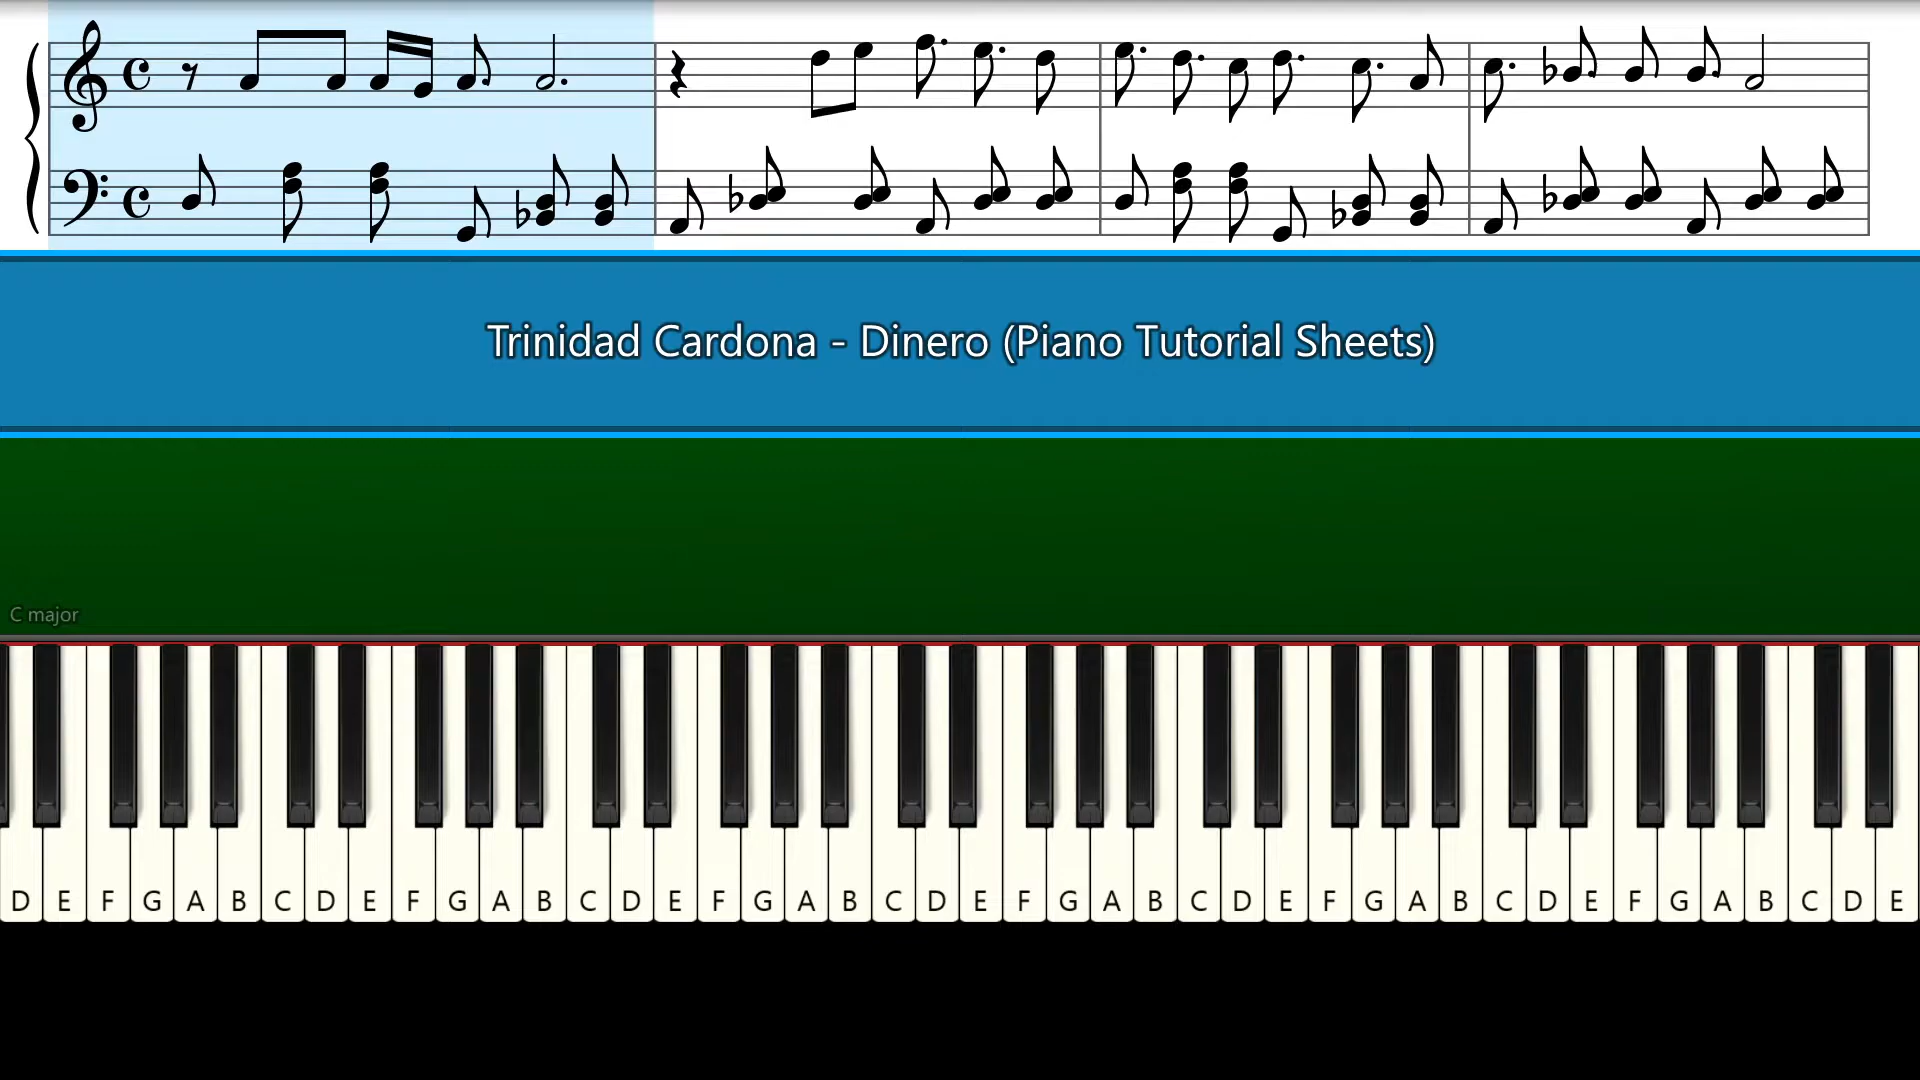 Trinidad Cardona - Dinero (Piano Tutorial Sheets)
C major
D E F G A B C D E F G A B C D E F G A B C D E F G A B C D E F G A B C D E F G A B C D E